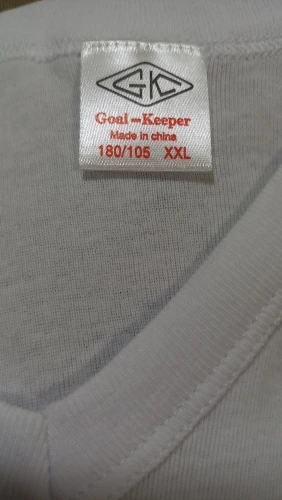 GK
Goal-Keeper
Made in china
180/105 XXL